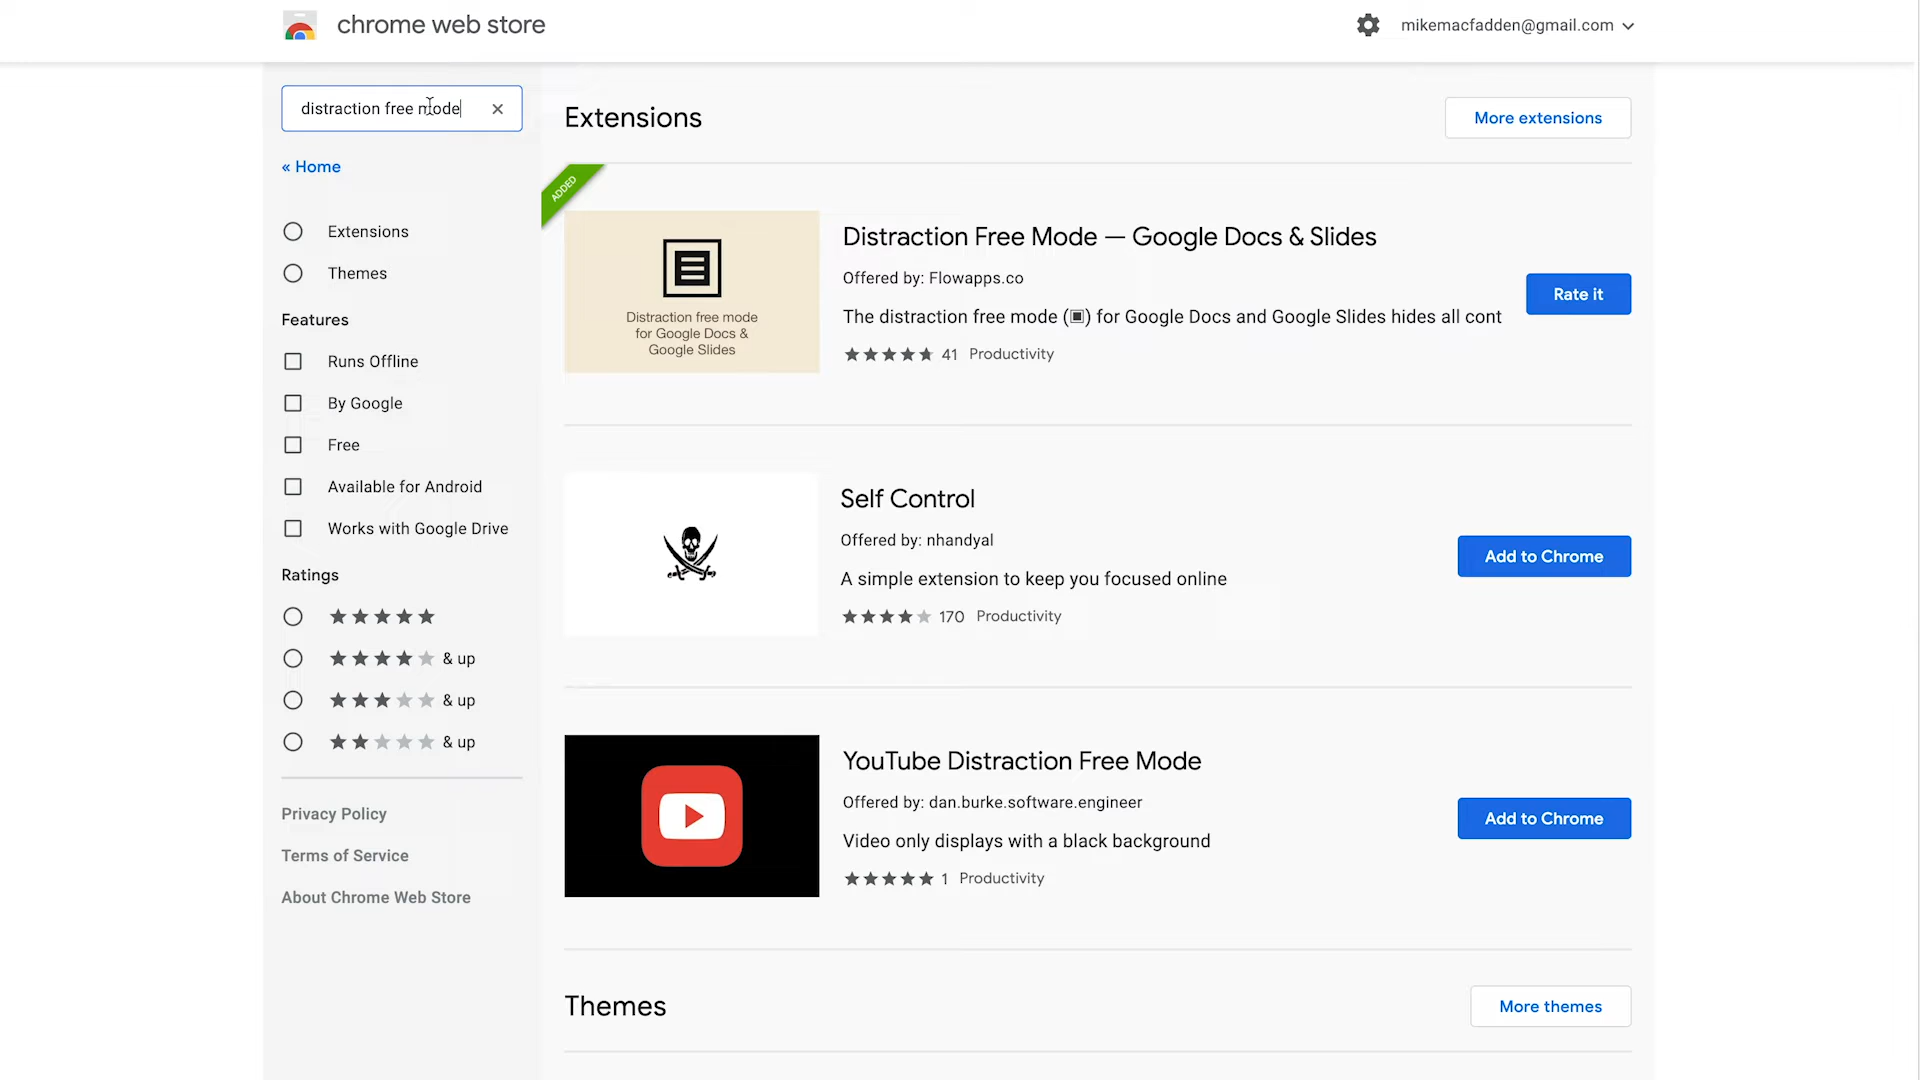 chrome web store
mikemacfadden@gmail.com
distraction free mode
« Home
Extensions
Themes
Features
Runs Offline
By Google
Free
Available for Android
Works with Google Drive
Ratings
& up
& up
& up
Privacy Policy
Terms of Service
About Chrome Web Store
Extensions
More extensions
ADDED
Distraction free mode
for Google Docs &
Google Slides
Distraction Free Mode — Google Docs & Slides
Offered by: Flowapps.co
The distraction free mode (▣) for Google Docs and Google Slides hides all cont
41 Productivity
Rate it
Self Control
Offered by: nhandyal
A simple extension to keep you focused online
170 Productivity
Add to Chrome
YouTube Distraction Free Mode
Offered by: dan.burke.software.engineer
Video only displays with a black background
1 Productivity
Add to Chrome
Themes
More themes